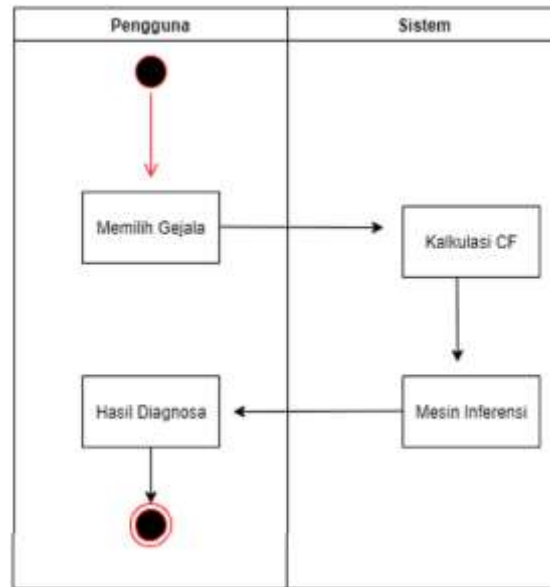 Pengguna
Sistem
Memilih Gejala
Kalkulasi CF
Hasil Diagnosa
Mesin Inferensi